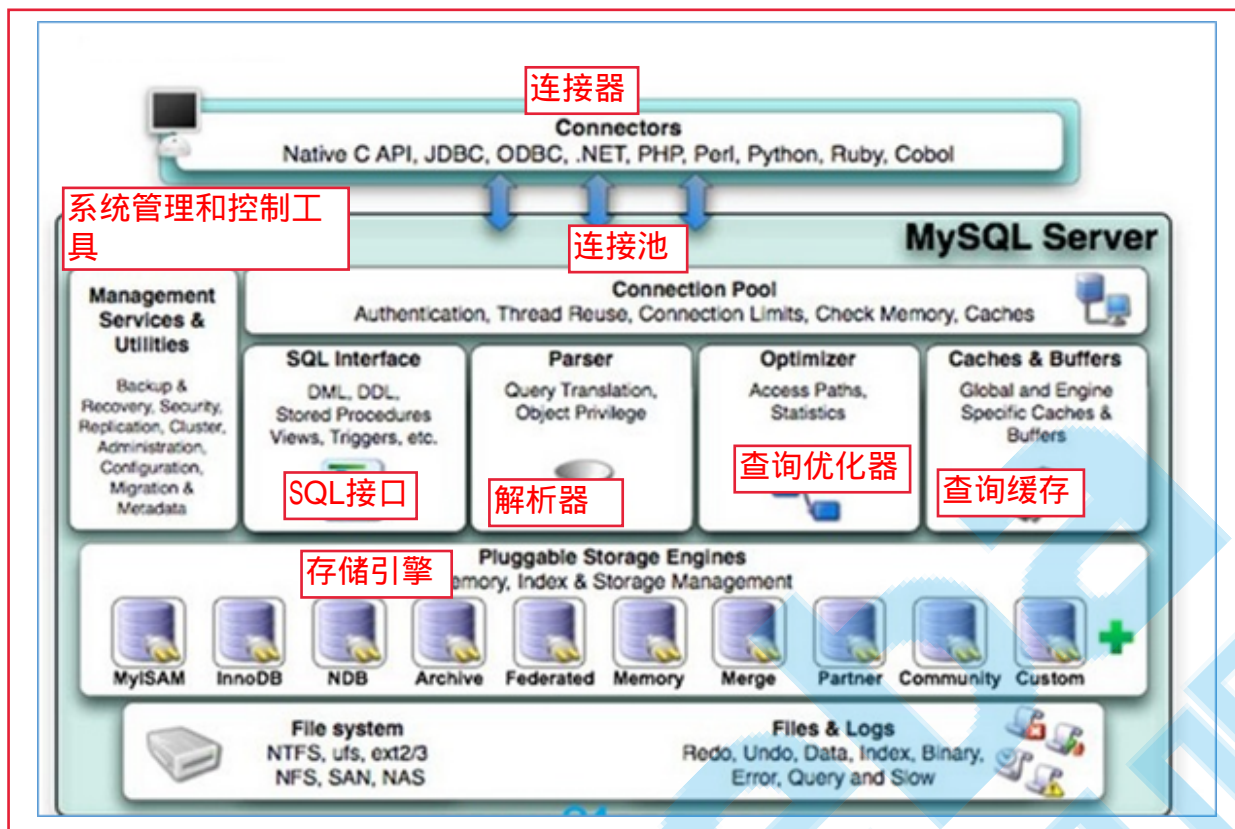 连接器
Connectors
Native C API, JDBC, ODBC, .NET, PHP, Perl, Python, Ruby, Cobol
系统管理和控制工
具
连接池
MySQL Server
Management
Services &
Utilities
Backup &
Recovery, Security,
Replication, Cluster,
Administration,
Configuration,
Migration &
Metadata
Connection Pool
Authentication, Thread Reuse, Connection Limits, Check Memory, Caches
SQL Interface
DML, DDL,
Stored Procedures
Views, Triggers, etc.
SQL接口
Parser
Query Translation,
Object Privilege
解析器
Optimizer
Access Paths,
Statistics
查询优化器
Caches & Buffers
Global and Engine
Specific Caches &
Buffers
查询缓存
Pluggable Storage Engines
存储引擎
emory, Index & Storage Management
MyISAM
InnoDB
NDB
Archive
Federated
Memory
Merge
Partner
Community
Custom
File system
NTFS, ufs, ext2/3
NFS, SAN, NAS
Files & Logs
Redo, Undo, Data, Index, Binary,
Error, Query and Slow